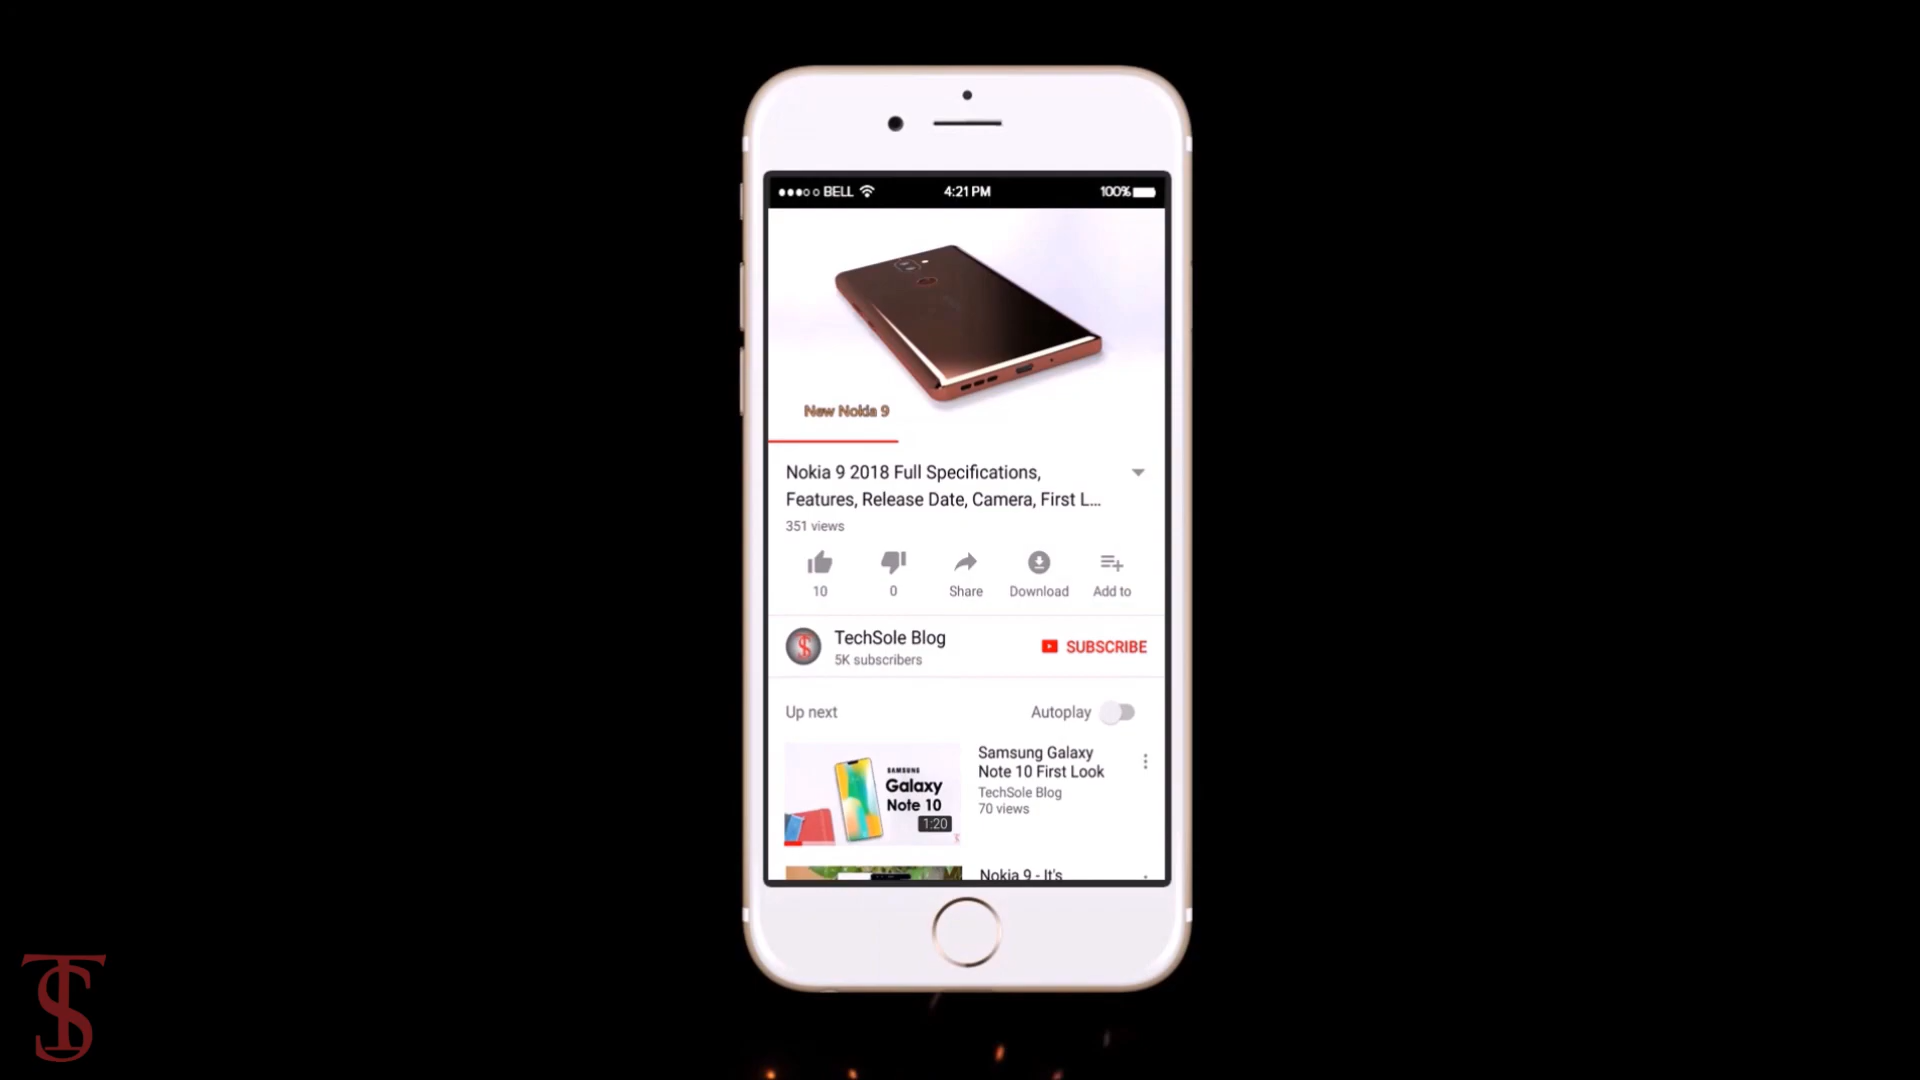 BELL
4:21 PM
100%
New Nokia 9
Nokia 9 2018 Full Specifications,
Features, Release Date, Camera, First L...
351 views
10
0
Share
Download
Add to
TechSole Blog
5K subscribers
SUBSCRIBE
Up next
Autoplay
SAMSUNG
Galaxy
Note 10
1:20
Samsung Galaxy
Note 10 First Look
TechSole Blog
70 views
Nokia 9 - It's
TS